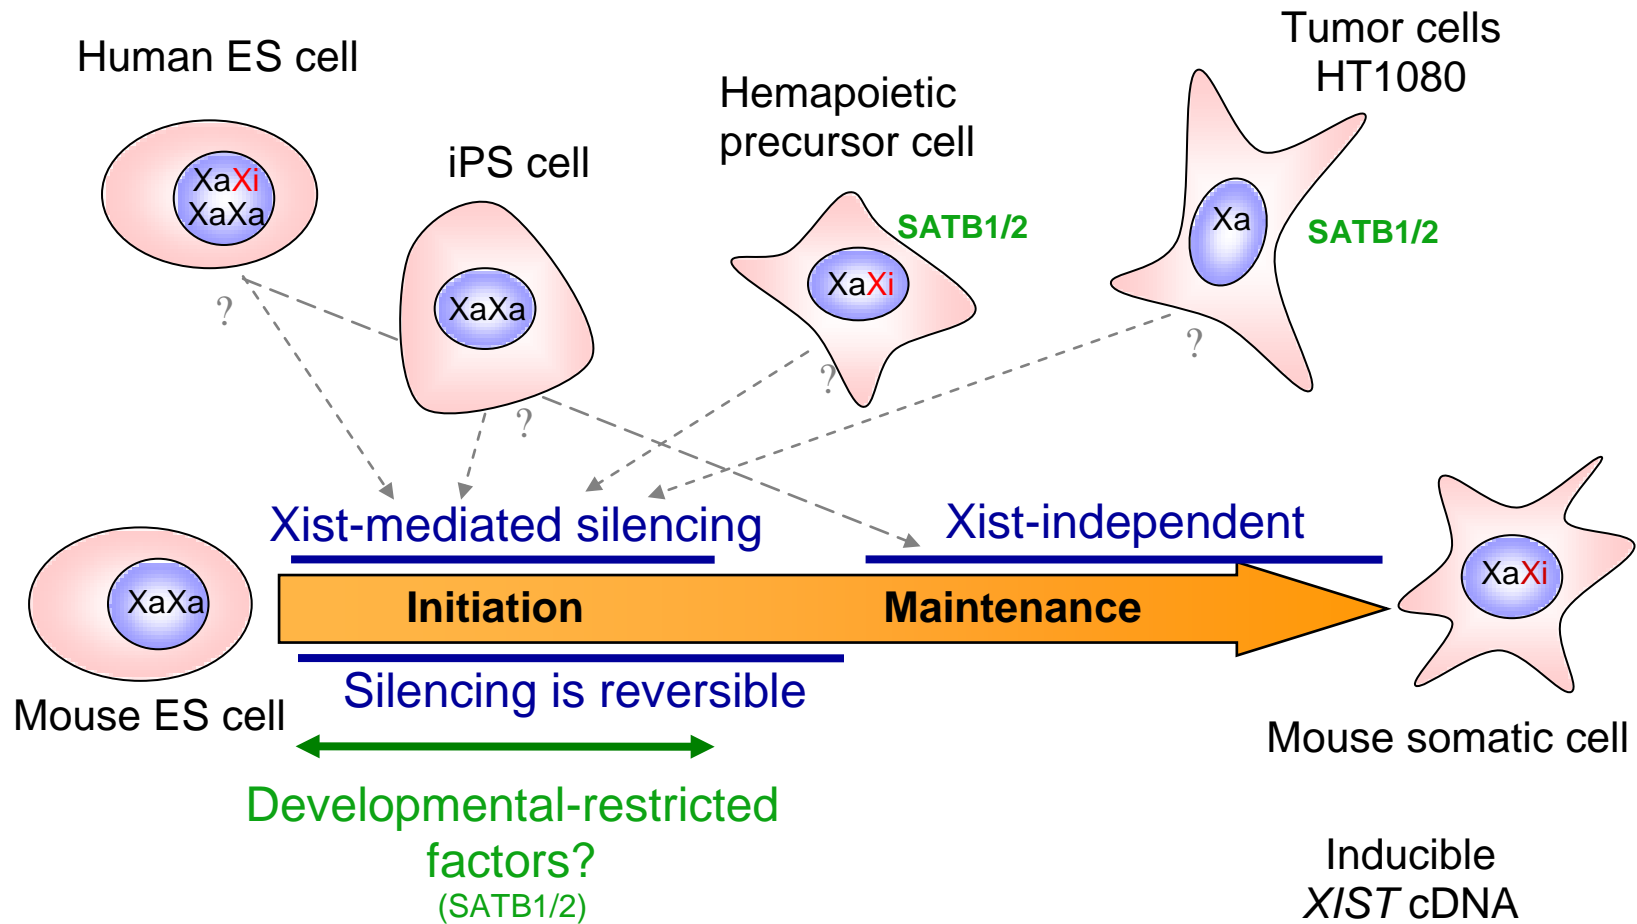 Human ES cell
XaXi
XaXa
?
iPS cell
XaXa
?
Hemapoietic
precursor cell
SATB1/2
XaXi
?
Tumor cells
HT1080
Xa
SATB1/2
?
Xist-mediated silencing
Xist-independent
XaXa
Initiation
Maintenance
XaXi
Silencing is reversible
Mouse ES cell
Mouse somatic cell
Developmental-restricted
factors?
(SATB1/2)
Inducible
XIST cDNA